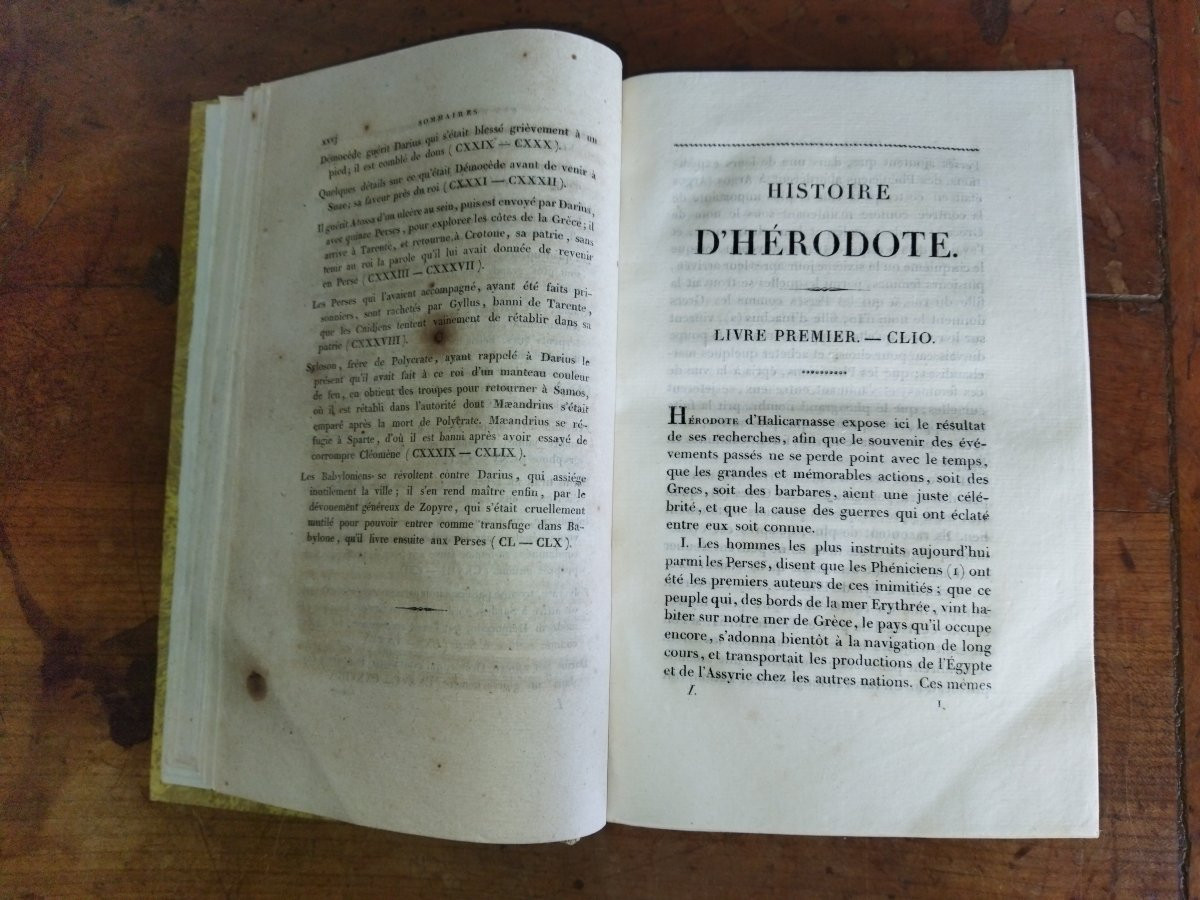 xvj
SOMMAIRES
Démocède guérit Darius qui s'était blessé grièvement à un
pied; il est comblé de dons (CXXIX — CXXX).
Quelques détails sur ce qu'était Démocède avant de venir à
Suze; sa faveur près du roi (CXXXI — CXXXII).
Il guérit Atossa d'un ulcère au sein, puis est envoyé par Darius,
avec quinze Perses, pour explorer les côtes de la Grèce; il
arrive à Tarente, et retourne à Crotone, sa patrie, sans
tenir au roi la parole qu'il lui avait donnée de revenir
en Perse (CXXXIII — CXXXVII).
Les Perses qui l'avaient accompagné, ayant été faits pri-
sonniers, sont rachetés par Gyllus, banni de Tarente,
que les Cnidiens tentent vainement de rétablir dans sa
patrie (CXXXVIII).
Syloson, frère de Polycrate, ayant rappelé à Darius le
présent qu'il avait fait à ce roi d'un manteau couleur
de feu, en obtient des troupes pour retourner à Samos,
où il est rétabli dans l'autorité dont Mæandrius s'était
emparé après la mort de Polycrate. Mæandrius se ré-
fugie à Sparte, d'où il est banni après avoir essayé de
corrompre Cléomène (CXXXIX — CXLIX).
Les Babyloniens se révoltent contre Darius, qui assiége
inutilement la ville; il s'en rend maître enfin, par le
dévouement généreux de Zopyre, qui s'était cruellement
mutilé pour pouvoir entrer comme transfuge dans Ba-
bylone, qu'il livre ensuite aux Perses (CL — CLX).
HISTOIRE
D'HÉRODOTE.
LIVRE PREMIER. — CLIO.
HÉRODOTE d'Halicarnasse expose ici le résultat
de ses recherches, afin que le souvenir des évé-
vements passés ne se perde point avec le temps,
que les grandes et mémorables actions, soit des
Grecs, soit des barbares, aient une juste célé-
brité, et que la cause des guerres qui ont éclaté
entre eux soit connue.
I. Les hommes les plus instruits aujourd'hui
parmi les Perses, disent que les Phéniciens (1) ont
été les premiers auteurs de ces inimitiés; que ce
peuple qui, des bords de la mer Erythrée, vint ha-
biter sur notre mer de Grèce, le pays qu'il occupe
encore, s'adonna bientôt à la navigation de long
cours, et transportait les productions de l'Égypte
et de l'Assyrie chez les autres nations. Ces mêmes
I.
1.